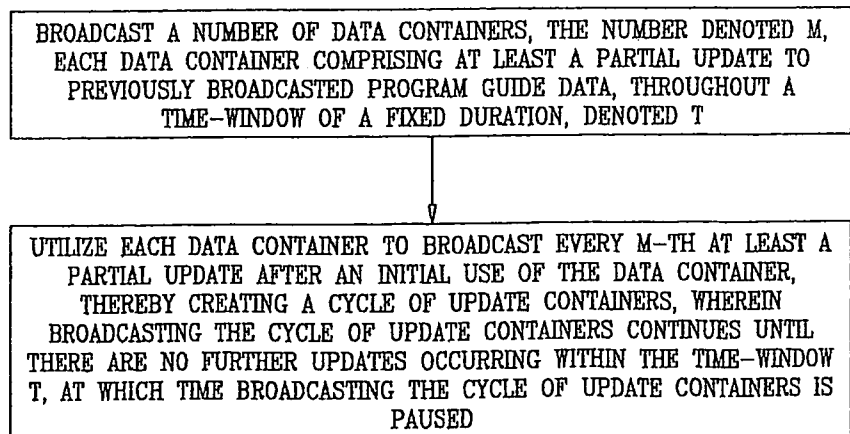 BROADCAST A NUMBER OF DATA CONTAINERS, THE NUMBER DENOTED M,
EACH DATA CONTAINER COMPRISING AT LEAST A PARTIAL UPDATE TO
PREVIOUSLY BROADCASTED PROGRAM GUIDE DATA, THROUGHOUT A
TIME-WINDOW OF A FIXED DURATION, DENOTED T
UTILIZE EACH DATA CONTAINER TO BROADCAST EVERY M-TH AT LEAST A
PARTIAL UPDATE AFTER AN INITIAL USE OF THE DATA CONTAINER,
THEREBY CREATING A CYCLE OF UPDATE CONTAINERS, WHEREIN
BROADCASTING THE CYCLE OF UPDATE CONTAINERS CONTINUES UNTIL
THERE ARE NO FURTHER UPDATES OCCURRING WITHIN THE TIME-WINDOW
T, AT WHICH TIME BROADCASTING THE CYCLE OF UPDATE CONTAINERS IS
PAUSED